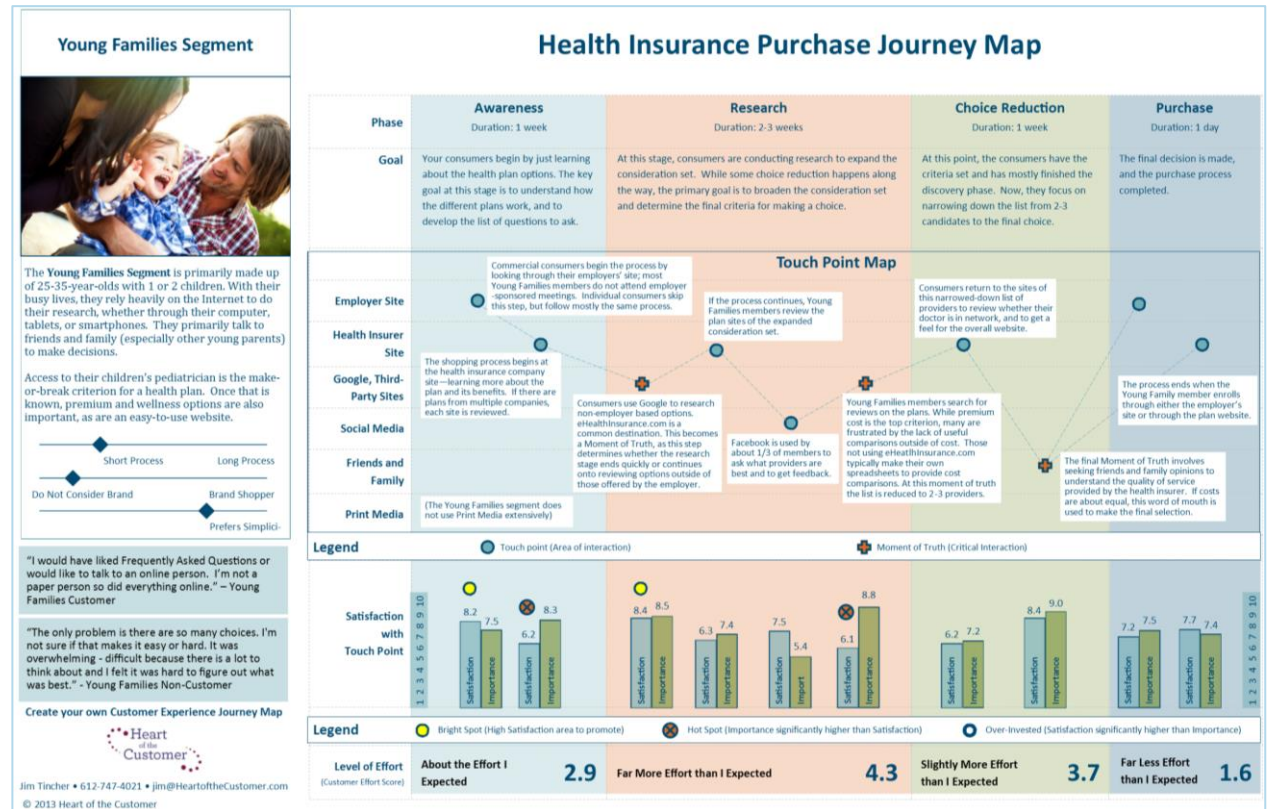 Young Families Segment
The Young Families Segment is primarily made up
of 25-35-year-olds with 1 or 2 children. With their
busy lives, they rely heavily on the Internet to do
their research, whether through their computer,
tablets, or smartphones. They primarily talk to
friends and family (especially other young parents)
to make decisions.
Access to their children's pediatrician is the make-
or-break criterion for a health plan. Once that is
known, premium and wellness options are also
important, as are an easy-to-use website.
Short Process Long Process
Do Not Consider Brand Brand Shopper
Prefers Simplici-
"I would have liked Frequently Asked Questions or
would like to talk to an online person. I'm not a
paper person so did everything online." – Young
Families Customer
"The only problem is there are so many choices. I'm
not sure if that makes it easy or hard. It was
overwhelming - difficult because there is a lot to
think about and I felt it was hard to figure out what
was best." - Young Families Non-Customer
Create your own Customer Experience Journey Map
Heart
of the
Customer
Jim Tincher • 612-747-4021 • jim@HeartoftheCustomer.com
© 2013 Heart of the Customer
Health Insurance Purchase Journey Map
Phase
Awareness
Duration: 1 week
Research
Duration: 2-3 weeks
Choice Reduction
Duration: 1 week
Purchase
Duration: 1 day
Goal
Your consumers begin by just learning
about the health plan options. The key
goal at this stage is to understand how
the different plans work, and to
develop the list of questions to ask.
At this stage, consumers are conducting research to expand the
consideration set. While some choice reduction happens along
the way, the primary goal is to broaden the consideration set
and determine the final criteria for making a choice.
At this point, the consumers have the
criteria set and has mostly finished the
discovery phase. Now, they focus on
narrowing down the list from 2-3
candidates to the final choice.
The final decision is made,
and the purchase process
completed.
Touch Point Map
Employer Site
Health Insurer
Site
Google, Third-
Party Sites
Social Media
Friends and
Family
Print Media
Commercial consumers begin the process by
looking through their employers' site; most
Young Families members do not attend employer
-sponsored meetings. Individual consumers skip
this step, but follow mostly the same process.
The shopping process begins at
the health insurance company
site—learning more about the
plan and its benefits. If there are
plans from multiple companies,
each site is reviewed.
(The Young Families segment does
not use Print Media extensively)
Consumers use Google to research
non-employer based options.
eHealthInsurance.com is a
common destination. This becomes
a Moment of Truth, as this step
determines whether the research
stage ends quickly or continues
onto reviewing options outside of
those offered by the employer.
If the process continues, Young
Families members review the
plan sites of the expanded
consideration set.
Facebook is used by
about 1/3 of members to
ask what providers are
best and to get feedback.
Young Families members search for
reviews on the plans. While premium
cost is the top criterion, many are
frustrated by the lack of useful
comparisons outside of cost. Those
not using eHeatlhInsurance.com
typically make their own
spreadsheets to provide cost
comparisons. At this moment of truth
the list is reduced to 2-3 providers.
Consumers return to the sites of
this narrowed-down list of
providers to review whether their
doctor is in network, and to get a
feel for the overall website.
The final Moment of Truth involves
seeking friends and family opinions to
understand the quality of service
provided by the health insurer. If costs
are about equal, this word of mouth is
used to make the final selection.
The process ends when the
Young Family member enrolls
through either the employer's
site or through the plan website.
Legend
Touch point (Area of interaction)
Moment of Truth (Critical Interaction)
Satisfaction
with
Touch Point
1 2 3 4 5 6 7 8 9 10
8.2 7.5
Satisfaction Importance
6.2 8.3
Satisfaction Importance
8.4 8.5
Satisfaction Importance
6.3 7.4
Satisfaction Importance
7.5 5.4
Satisfaction Import
6.1 8.8
Satisfaction Importance
6.2 7.2
Satisfaction Importance
8.4 9.0
Satisfaction Importance
7.2 7.5
Satisfaction Importance
7.7 7.4
Satisfaction Importance
1 2 3 4 5 6 7 8 9 10
Legend
Bright Spot (High Satisfaction area to promote)
Hot Spot (Importance significantly higher than Satisfaction)
Over-Invested (Satisfaction significantly higher than Importance)
Level of Effort
(Customer Effort Score)
About the Effort I
Expected
2.9
Far More Effort than I Expected
4.3
Slightly More Effort
than I Expected
3.7
Far Less Effort
than I Expected
1.6